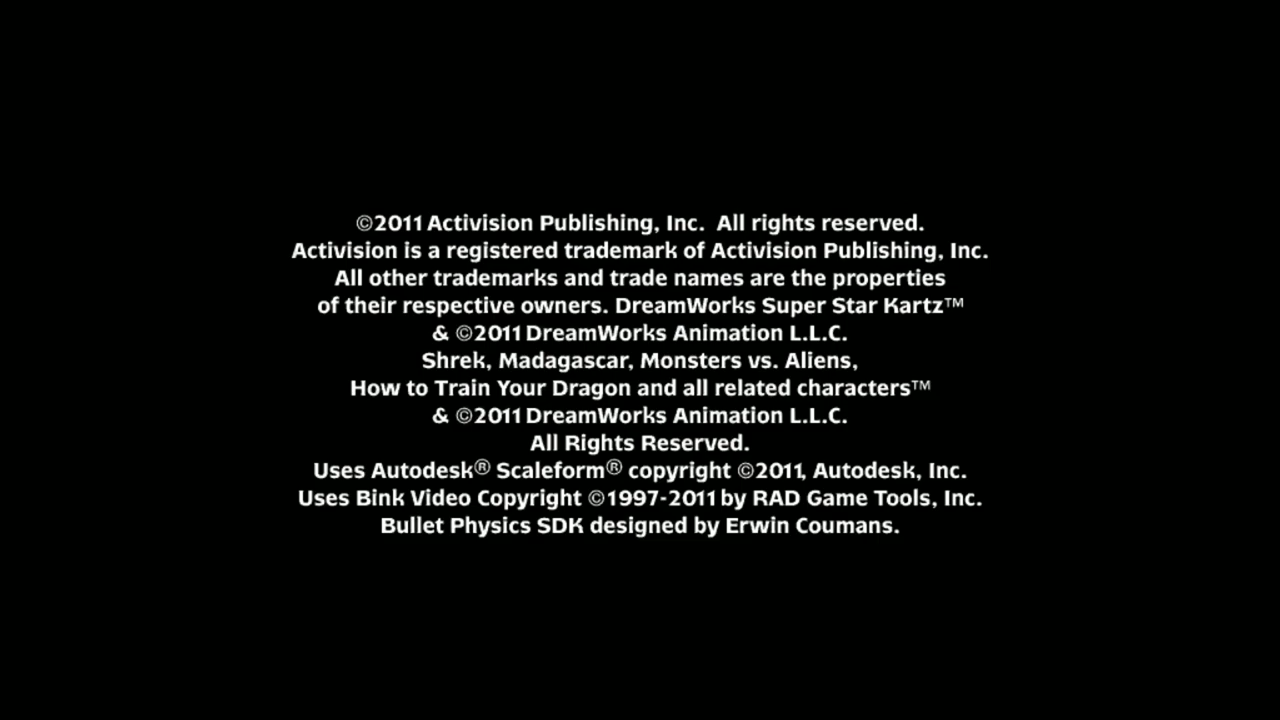 ©2011 Activision Publishing, Inc.  All rights reserved.
Activision is a registered trademark of Activision Publishing, Inc.
All other trademarks and trade names are the properties
of their respective owners. DreamWorks Super Star Kartz™
& ©2011 DreamWorks Animation L.L.C.
Shrek, Madagascar, Monsters vs. Aliens,
How to Train Your Dragon and all related characters™
& ©2011 DreamWorks Animation L.L.C.
All Rights Reserved.
Uses Autodesk® Scaleform® copyright ©2011, Autodesk, Inc.
Uses Bink Video Copyright ©1997-2011 by RAD Game Tools, Inc.
Bullet Physics SDK designed by Erwin Coumans.